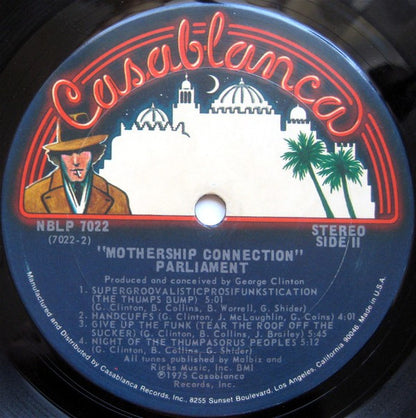 Casablanca
NBLP 7022
(7022-2)
STEREO
SIDE II
"MOTHERSHIP CONNECTION"
PARLIAMENT
Produced and conceived by George Clinton
1. SUPERGROOVALISTICPROSIFUNKSTICATION
(THE THUMPS BUMP) 5:01
(G. Clinton, B. Collins, B. Worrell, G. Shider)
2. HANDCUFFS (G. Clinton, J. McLaughlin, G. Goins) 4:01
3. GIVE UP THE FUNK (TEAR THE ROOF OFF THE
SUCKER) (G. Clinton, B. Collins, J. Brailey) 5:45
4. NIGHT OF THE THUMPASORUS PEOPLES 5:12
(G. Clinton, B. Collins, G. Shider)
All tunes published by Malbiz and
Ricks Music, Inc. BMI
℗1975 Casablanca
Records, Inc.
Manufactured and Distributed by Casablanca Records, Inc., 8255 Sunset Boulevard, Los Angeles, California 90046. Made in U.S.A.